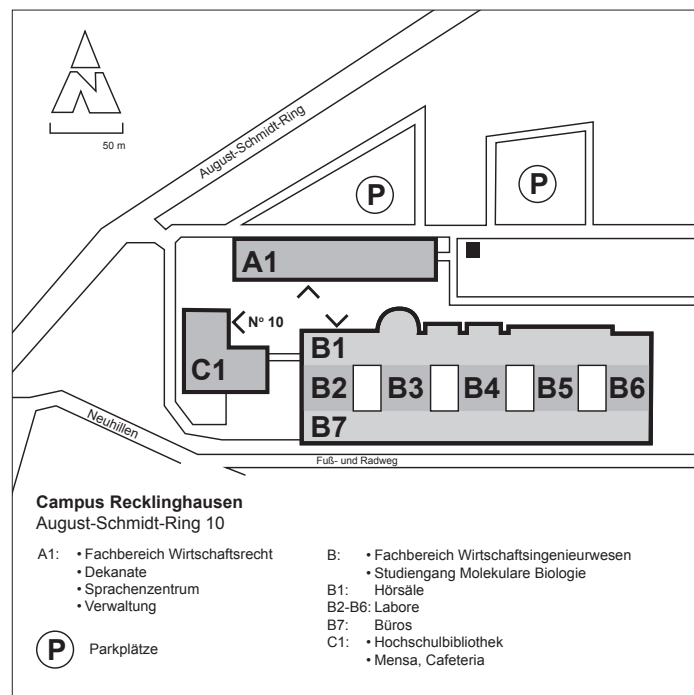 N
50 m
August-Schmidt-Ring
P
P
A1
Nº 10
C1
B1
B2 B3 B4 B5 B6
B7
Neuhillen
Fuß- und Radweg
Campus Recklinghausen
August-Schmidt-Ring 10
A1: • Fachbereich Wirtschaftsrecht
• Dekanate
• Sprachenzentrum
• Verwaltung
P Parkplätze
B: • Fachbereich Wirtschaftsingenieurwesen
• Studiengang Molekulare Biologie
B1: Hörsäle
B2-B6: Labore
B7: Büros
C1: • Hochschulbibliothek
• Mensa, Cafeteria